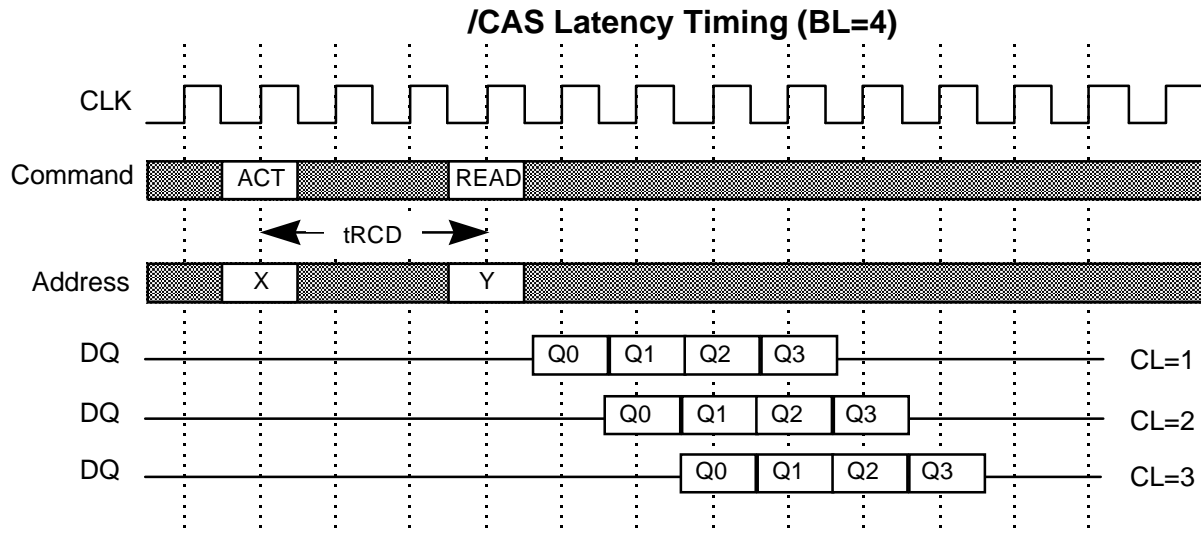 /CAS Latency Timing (BL=4)
CLK
Command ACT READ
tRCD
Address X Y
DQ Q0 Q1 Q2 Q3 CL=1
DQ Q0 Q1 Q2 Q3 CL=2
DQ Q0 Q1 Q2 Q3 CL=3